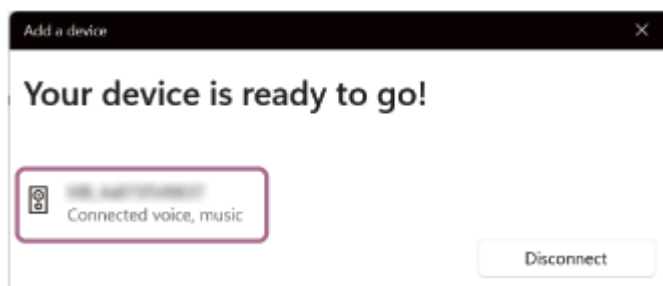 Add a device
Your device is ready to go!
Connected voice, music
Disconnect